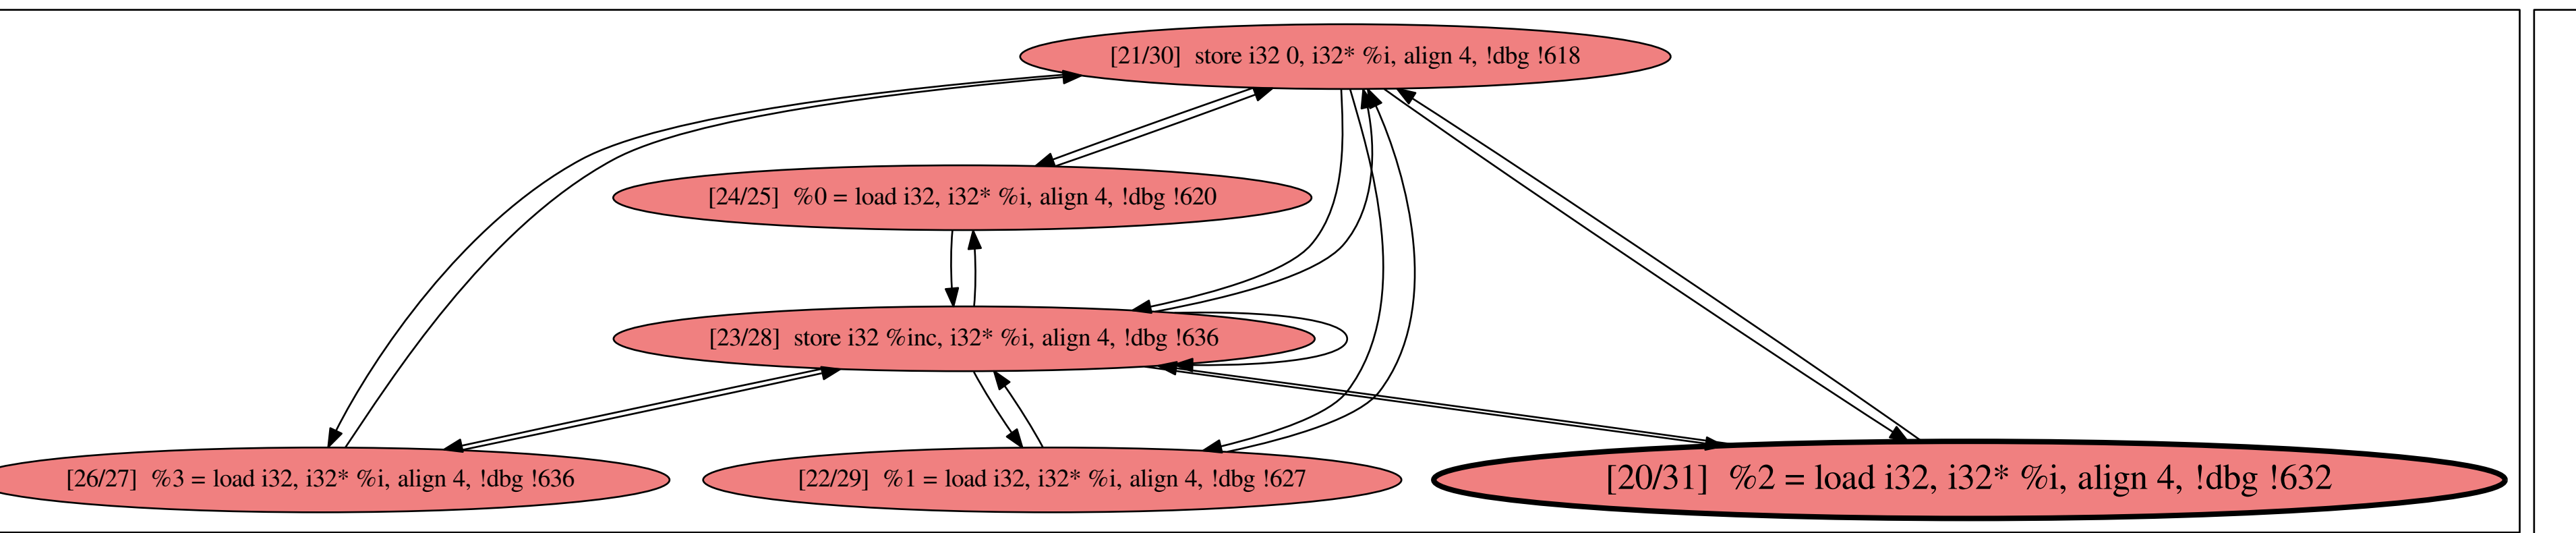 [21/30]  store i32 0, i32* %i, align 4, !dbg !618
[24/25]  %0 = load i32, i32* %i, align 4, !dbg !620
[23/28]  store i32 %inc, i32* %i, align 4, !dbg !636
[26/27]  %3 = load i32, i32* %i, align 4, !dbg !636
[22/29]  %1 = load i32, i32* %i, align 4, !dbg !627
[20/31]  %2 = load i32, i32* %i, align 4, !dbg !632